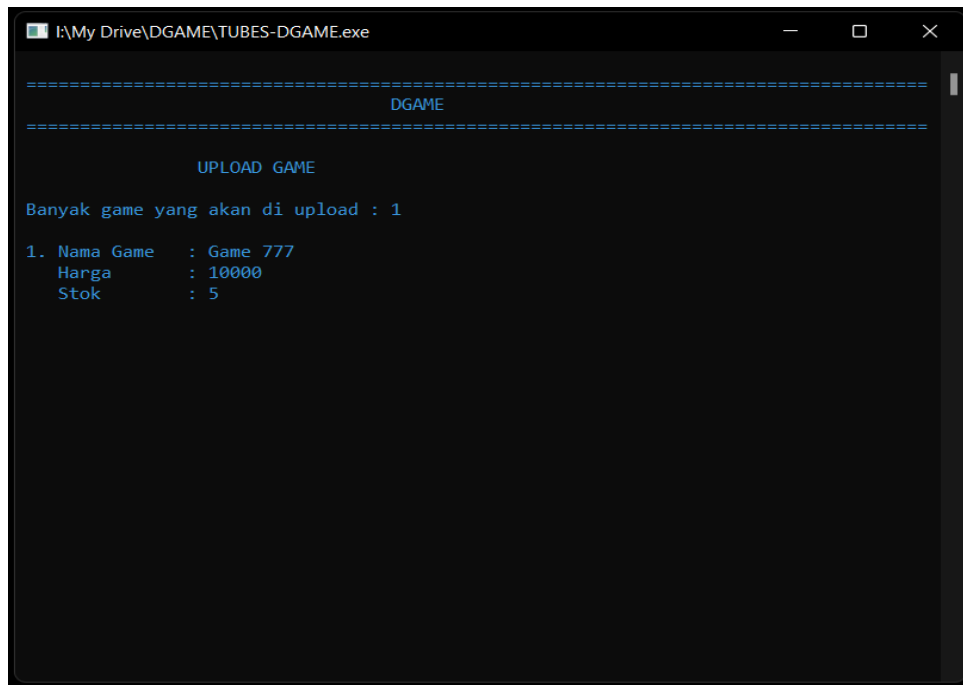 I:\My Drive\DGAME\TUBES-DGAME.exe
====================================================================================
DGAME
====================================================================================
UPLOAD GAME
Banyak game yang akan di upload : 1
1. Nama Game : Game 777
Harga : 10000
Stok : 5